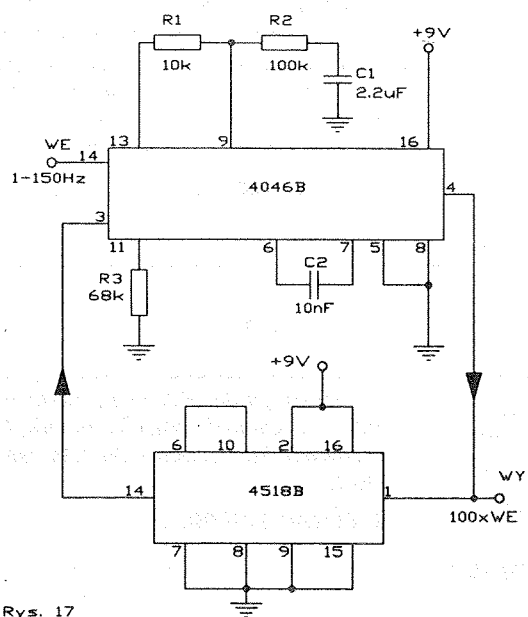 R1
R2
+9V
10k
100k
C1
2.2uF
13
9
16
WE
14
1-150Hz
4046B
4
3
11
6
7
5
8
R3
68k
C2
10nF
+9V
6
10
2
16
14
4518B
1
WY
100xWE
7
8
9
15
Rys. 17